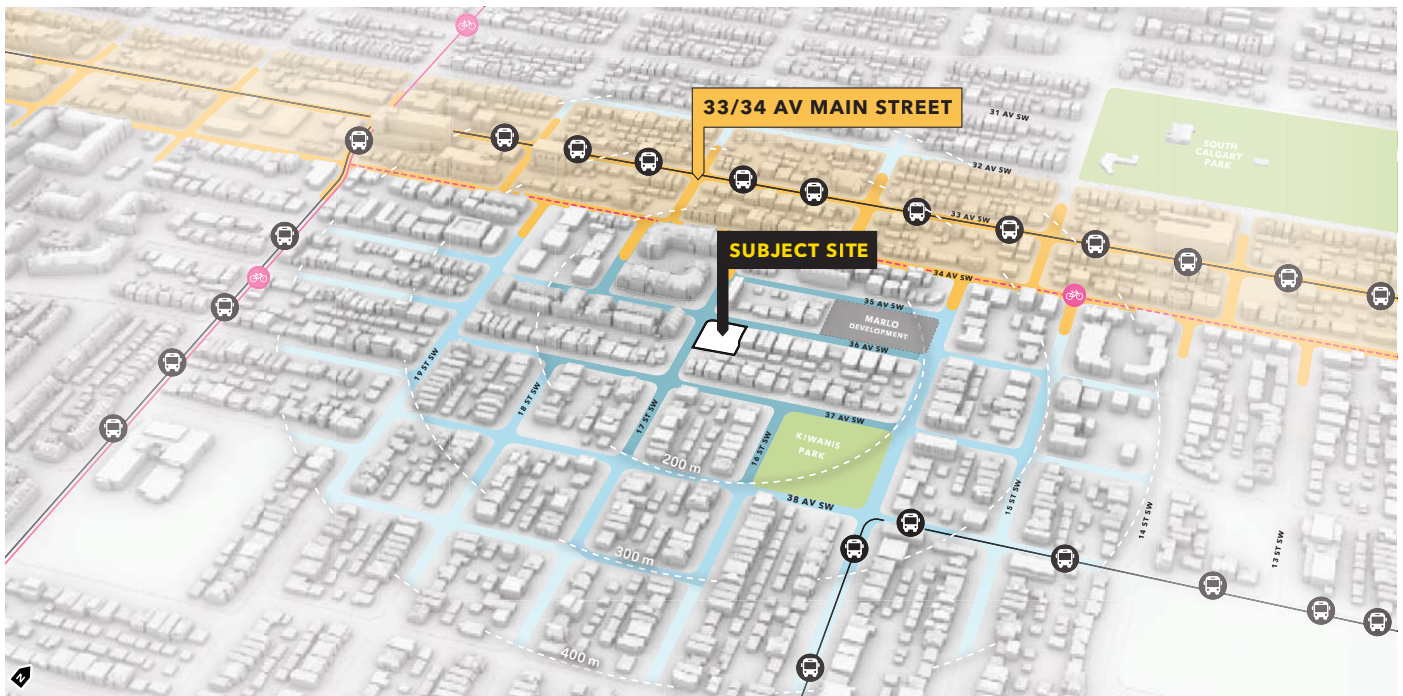 33/34 AV MAIN STREET
31 AV SW
SOUTH
CALGARY
PARK
32 AV SW
33 AV SW
SUBJECT SITE
34 AV SW
35 AV SW
MARLO
DEVELOPMENT
36 AV SW
19 ST SW
18 ST SW
17 ST SW
37 AV SW
16 ST SW
KIWANIS
PARK
200 m
38 AV SW
15 ST SW
14 ST SW
13 ST SW
300 m
400 m
N